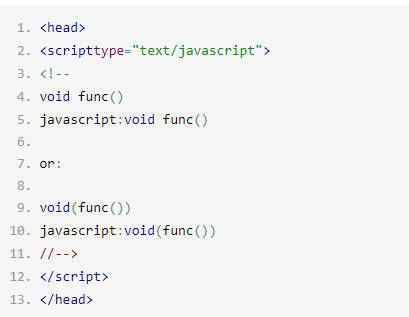 1. <head>
2. <scripttype="text/javascript">
3. <!--
4. void func()
5. javascript:void func()
6.
7. or:
8.
9. void(func())
10. javascript:void(func())
11. //-->
12. </script>
13. </head>